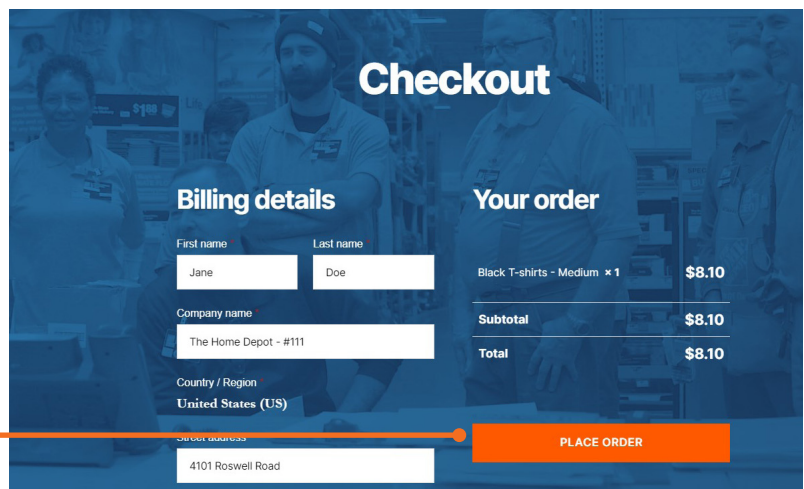 Checkout
Billing details
First name *
Last name *
Jane
Doe
Company name *
The Home Depot - #111
Country / Region *
United States (US)
Street address
4101 Roswell Road
Your order
Black T-shirts - Medium × 1
$8.10
Subtotal
$8.10
Total
$8.10
PLACE ORDER